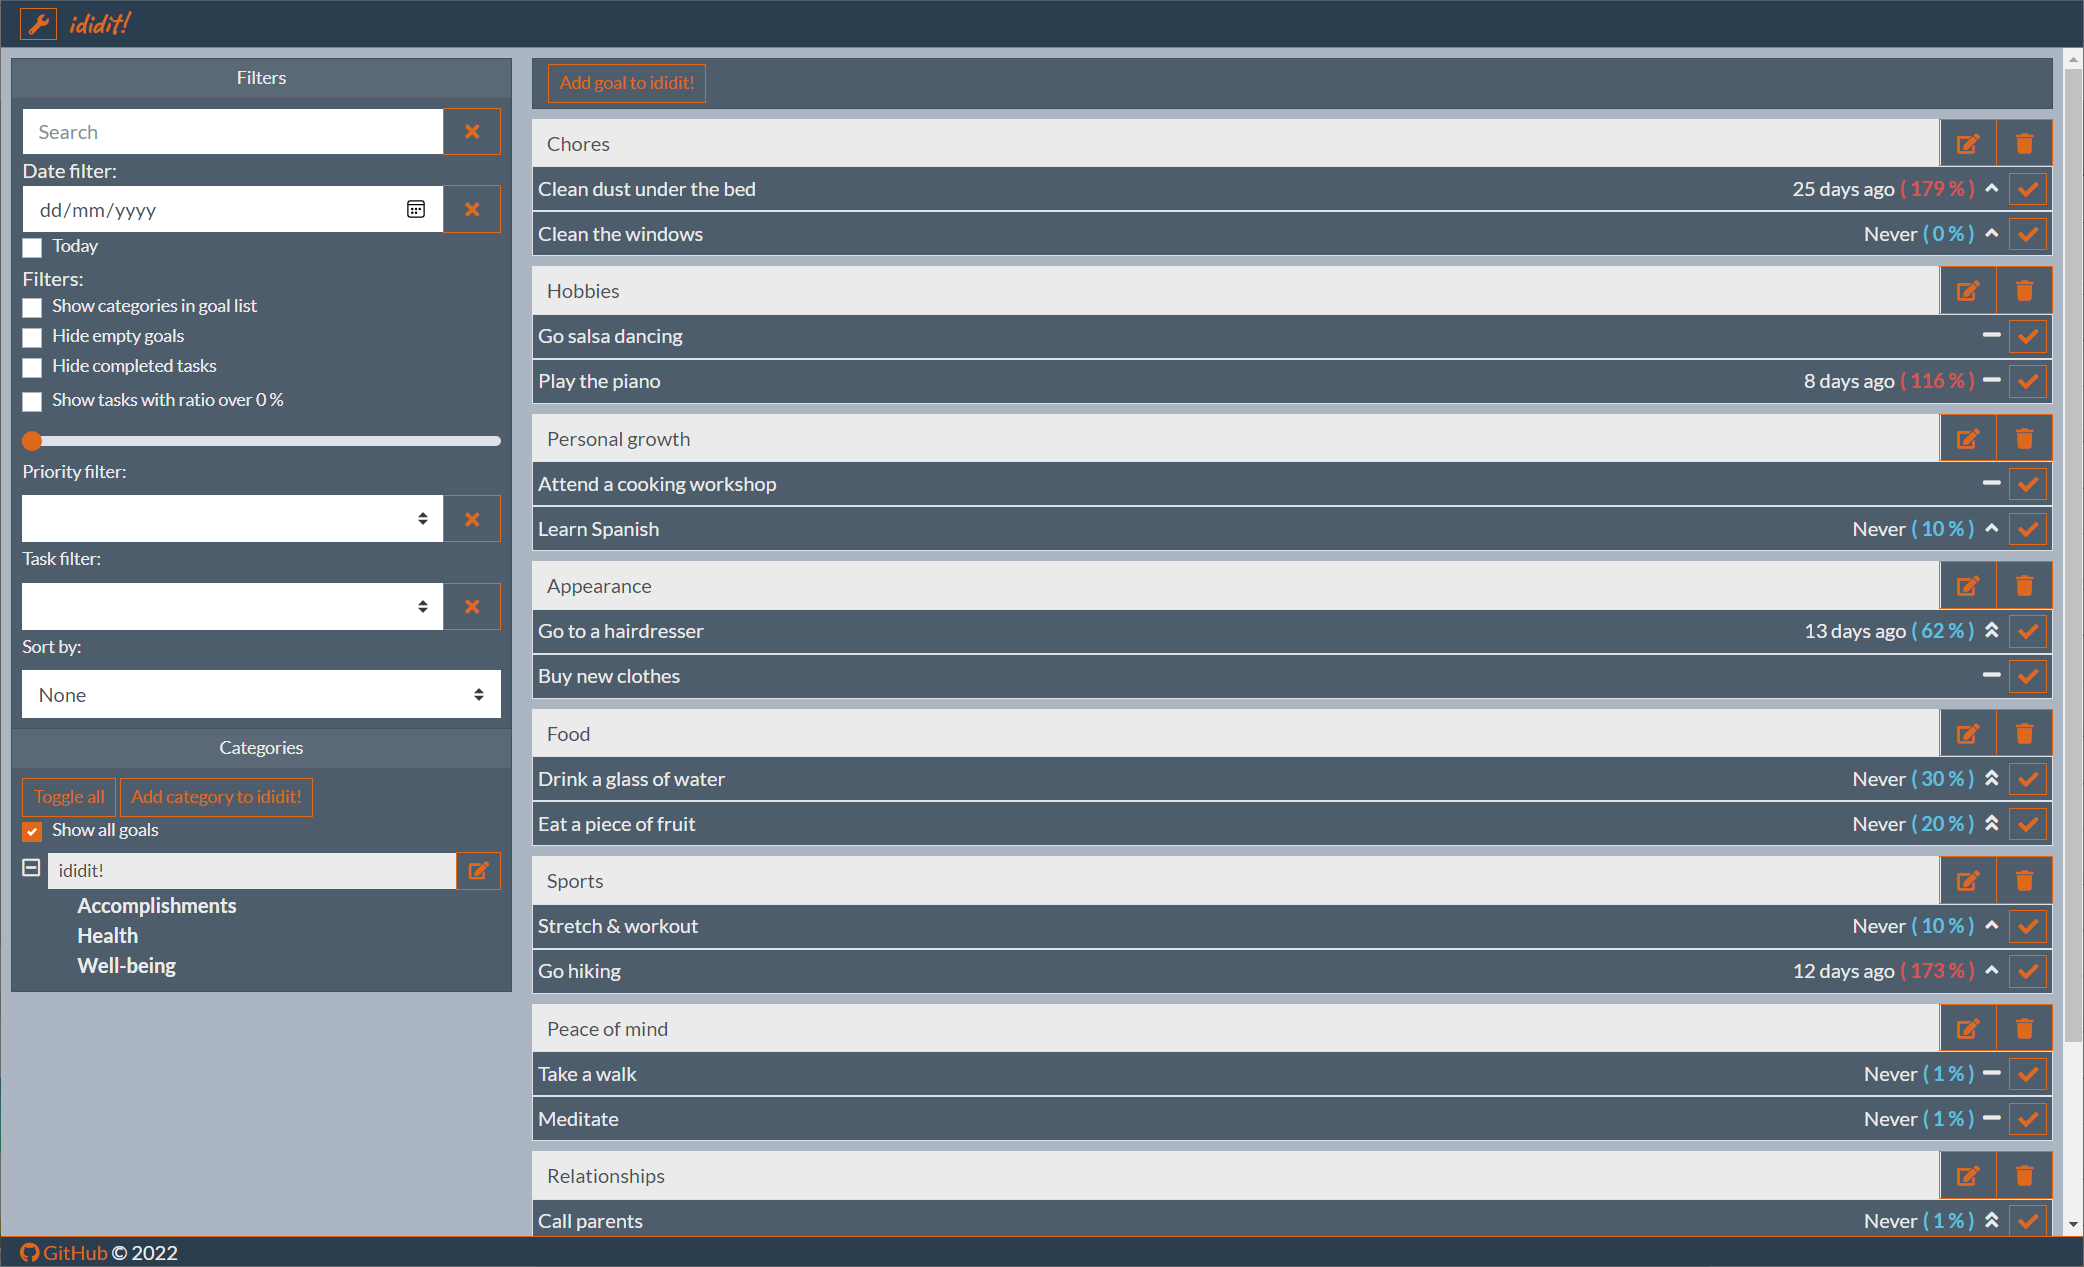 ididit!
Filters
Search
Date filter:
dd/mm/yyyy
Today
Filters:
Show categories in goal list
Hide empty goals
Hide completed tasks
Show tasks with ratio over 0 %
Priority filter:
Task filter:
Sort by:
None
Categories
Toggle all Add category to ididit!
Show all goals
ididit!
Accomplishments
Health
Well-being
Add goal to ididit!
Chores
Clean dust under the bed 25 days ago ( 179 % )
Clean the windows Never ( 0 % )
Hobbies
Go salsa dancing
Play the piano 8 days ago ( 116 % )
Personal growth
Attend a cooking workshop
Learn Spanish Never ( 10 % )
Appearance
Go to a hairdresser 13 days ago ( 62 % )
Buy new clothes
Food
Drink a glass of water Never ( 30 % )
Eat a piece of fruit Never ( 20 % )
Sports
Stretch & workout Never ( 10 % )
Go hiking 12 days ago ( 173 % )
Peace of mind
Take a walk Never ( 1 % )
Meditate Never ( 1 % )
Relationships
Call parents Never ( 1 % )
GitHub © 2022